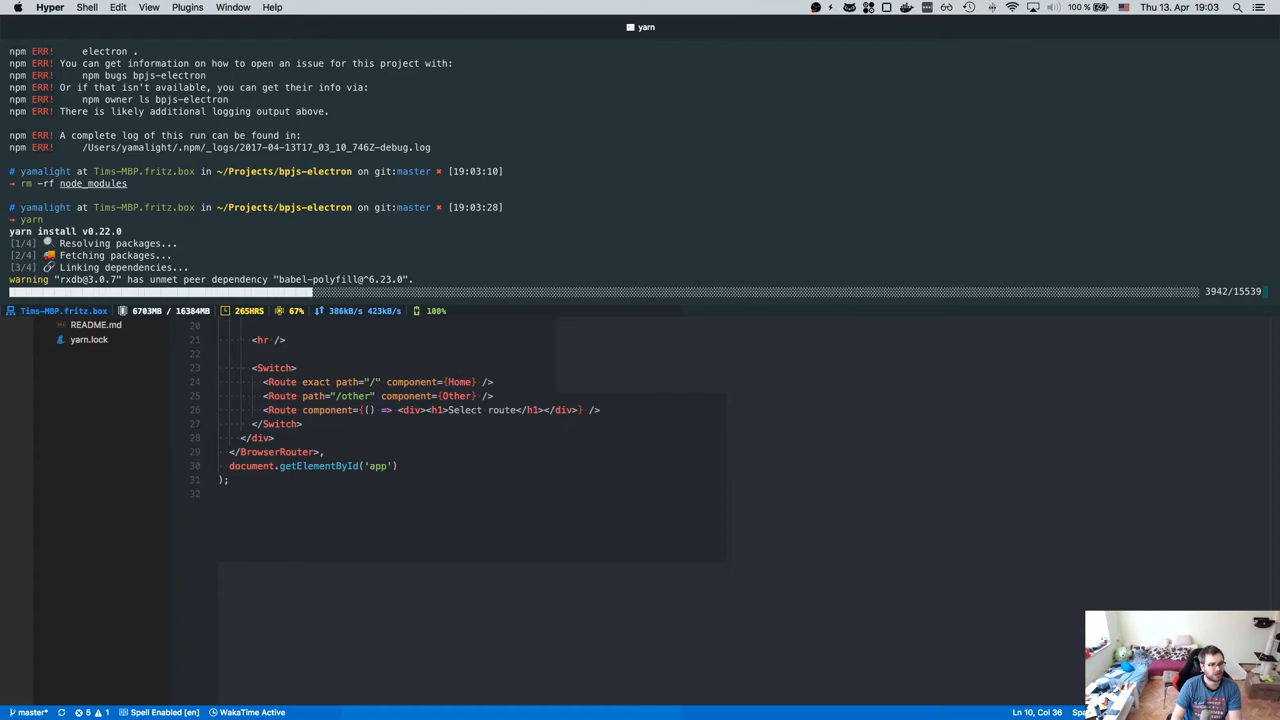 Hyper Shell Edit View Plugins Window Help 100 % Thu 13. Apr 19:03
yarn
npm ERR! electron .
npm ERR! You can get information on how to open an issue for this project with:
npm ERR! npm bugs bpjs-electron
npm ERR! Or if that isn't available, you can get their info via:
npm ERR! npm owner ls bpjs-electron
npm ERR! There is likely additional logging output above.
npm ERR! A complete log of this run can be found in:
npm ERR! /Users/yamalight/.npm/_logs/2017-04-13T17_03_10_746Z-debug.log
# yamalight at Tims-MBP.fritz.box in ~/Projects/bpjs-electron on git:master ✖ [19:03:10]
→ rm -rf node_modules
# yamalight at Tims-MBP.fritz.box in ~/Projects/bpjs-electron on git:master ✖ [19:03:28]
→ yarn
yarn install v0.22.0
[1/4] Resolving packages...
[2/4] Fetching packages...
[3/4] Linking dependencies...
warning "rxdb@3.0.7" has unmet peer dependency "babel-polyfill@^6.23.0".
3942/15539
Tims-MBP.fritz.box 6703MB / 16384MB 265HRS 67% 386kB/s 423kB/s 100%
README.md
yarn.lock
20
21 <hr />
22
23 <Switch>
24 <Route exact path="/" component={Home} />
25 <Route path="/other" component={Other} />
26 <Route component={() => <div><h1>Select route</h1></div>} />
27 </Switch>
28 </div>
29 </BrowserRouter>,
30 document.getElementById('app')
31 );
32
master* 5 1 Spell Enabled [en] WakaTime Active Ln 10, Col 36